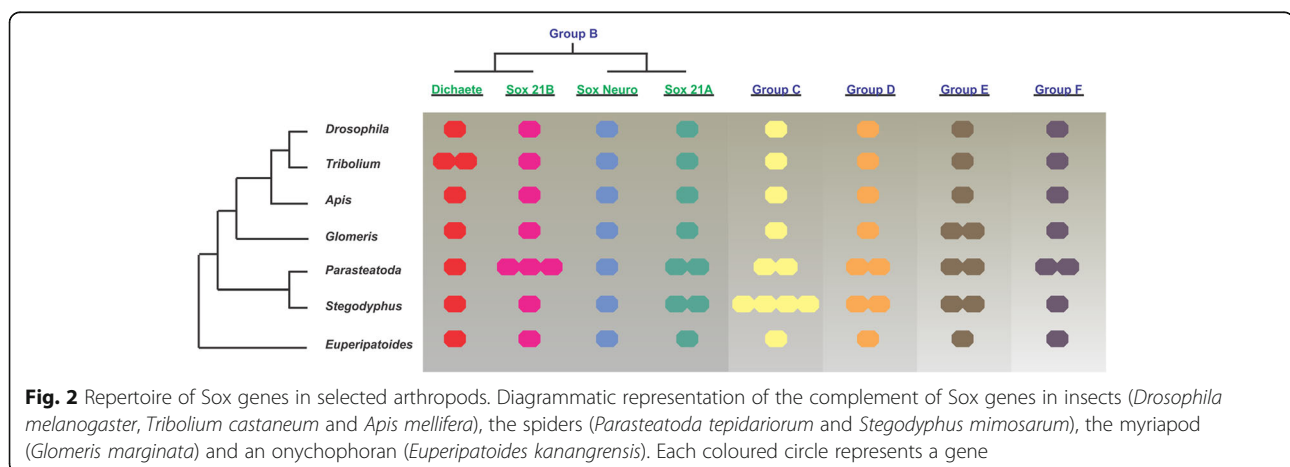 Group B
Dichaete Sox 21B Sox Neuro Sox 21A Group C Group D Group E Group F
Drosophila
Tribolium
Apis
Glomeris
Parasteatoda
Stegodyphus
Euperipatoides
Fig. 2 Repertoire of Sox genes in selected arthropods. Diagrammatic representation of the complement of Sox genes in insects (Drosophila
melanogaster, Tribolium castaneum and Apis mellifera), the spiders (Parasteatoda tepidariorum and Stegodyphus mimosarum), the myriapod
(Glomeris marginata) and an onychophoran (Euperipatoides kanangrensis). Each coloured circle represents a gene